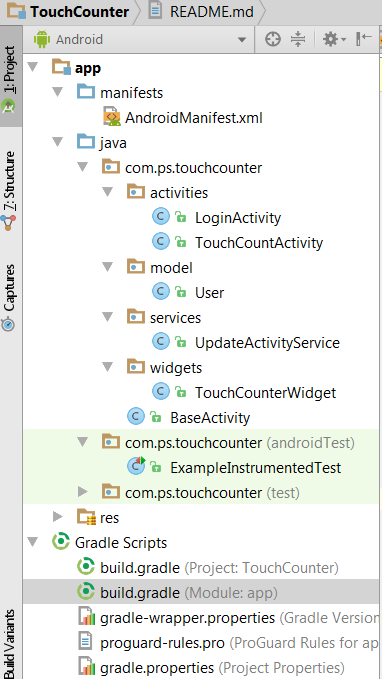 TouchCounter README.md
1: Project
Android
app
manifests
AndroidManifest.xml
java
com.ps.touchcounter
activities
LoginActivity
TouchCountActivity
7: Structure
model
User
services
Captures
UpdateActivityService
widgets
TouchCounterWidget
BaseActivity
com.ps.touchcounter (androidTest)
ExampleInstrumentedTest
com.ps.touchcounter (test)
res
Gradle Scripts
build.gradle (Project: TouchCounter)
build.gradle (Module: app)
Build Variants
gradle-wrapper.properties (Gradle Version
proguard-rules.pro (ProGuard Rules for ap
gradle.properties (Project Properties)